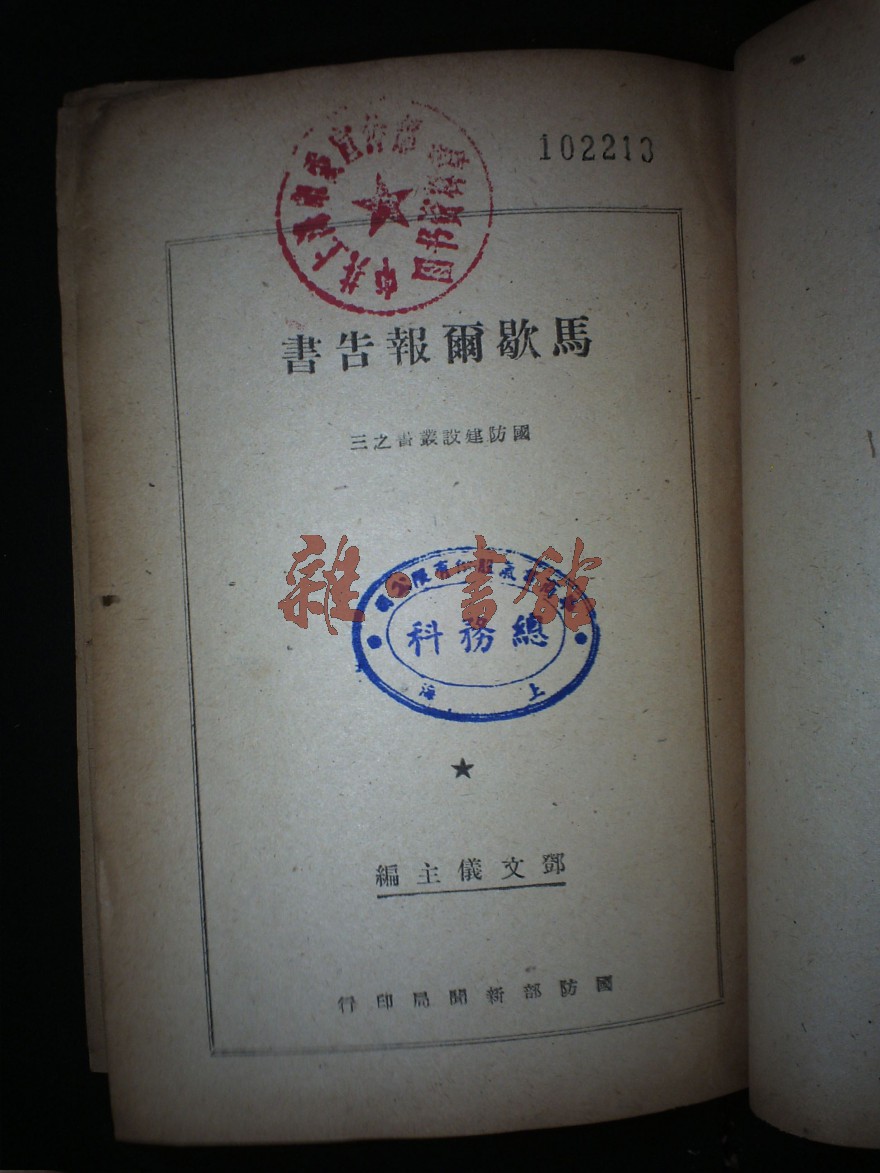 102213
馬歇爾報告書
國防建設叢書之三
雜·書館
總務科
上海
★
鄧文儀主編
國防部新聞局印行